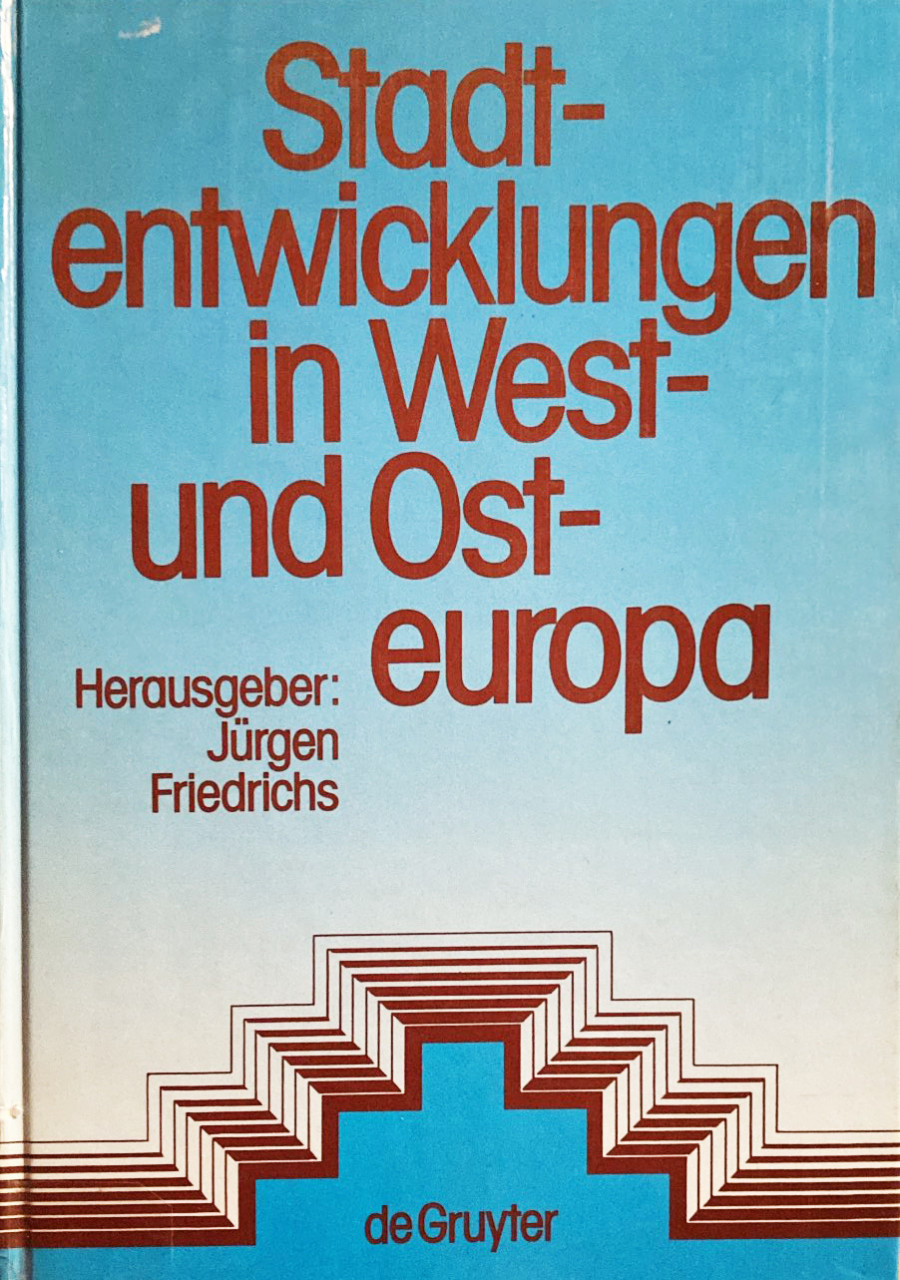 Stadt-
entwicklungen
in West-
und Ost-
europa
Herausgeber:
Jürgen
Friedrichs
de Gruyter